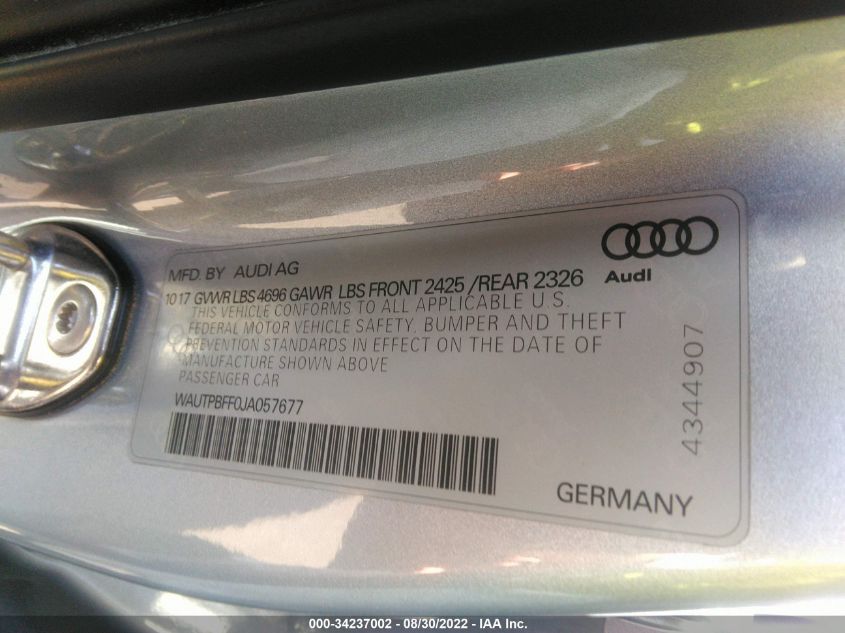 MFD. BY AUDI AG
1017 GVWR LBS 4696 GAWR LBS FRONT 2425 /REAR 2326
THIS VEHICLE CONFORMS TO ALL APPLICABLE U.S.
FEDERAL MOTOR VEHICLE SAFETY, BUMPER AND THEFT
PREVENTION STANDARDS IN EFFECT ON THE DATE OF
MANUFACTURE SHOWN ABOVE
PASSENGER CAR
WAUTPBFF0JA057677
Audi
4344907
GERMANY
000-34237002 - 08/30/2022 - IAA Inc.